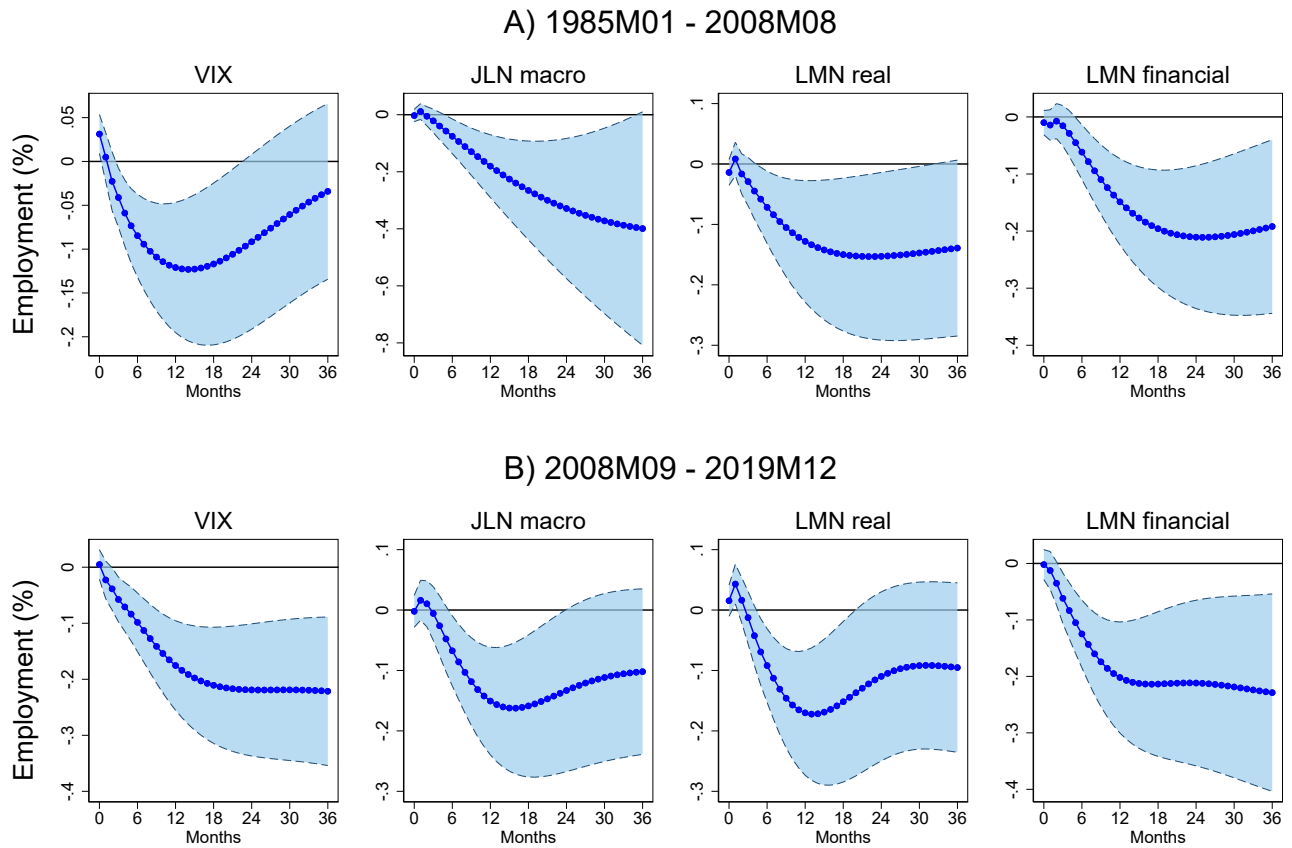 A) 1985M01 - 2008M08
VIX JLN macro LMN real LMN financial
Employment (%)
.05 0 -.05 -.1 -.15 -.2
0 -.2 -.4 -.6 -.8
.1 0 -.1 -.2 -.3
0 -.1 -.2 -.3 -.4
0 6 12 18 24 30 36 0 6 12 18 24 30 36 0 6 12 18 24 30 36 0 6 12 18 24 30 36
Months Months Months Months
B) 2008M09 - 2019M12
VIX JLN macro LMN real LMN financial
Employment (%)
0 -.1 -.2 -.3 -.4
.1 0 -.1 -.2 -.3
.1 0 -.1 -.2 -.3
0 -.1 -.2 -.3 -.4
0 6 12 18 24 30 36 0 6 12 18 24 30 36 0 6 12 18 24 30 36 0 6 12 18 24 30 36
Months Months Months Months